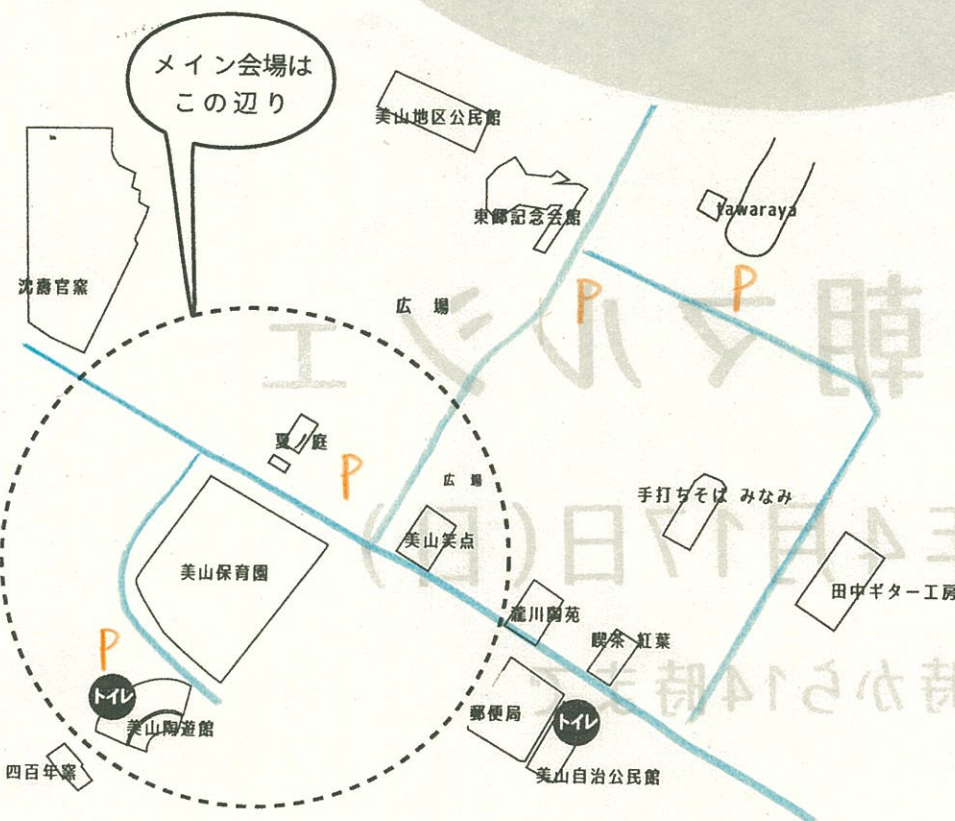 メイン会場は
この辺り
美山地区公民館
東郷記念会館
tawaraya
沈壽官窯
広場
P
P
朝マルシェ
夏ノ庭
P
広場
手打ちそば みなみ
美山笑点
年4月17日(日)
美山保育園
田中ギター工房
瀧川陶苑
喫茶 紅葉
P
トイレ
時から14時まで
郵便局
トイレ
美山陶遊館
四百年窯
美山自治公民館